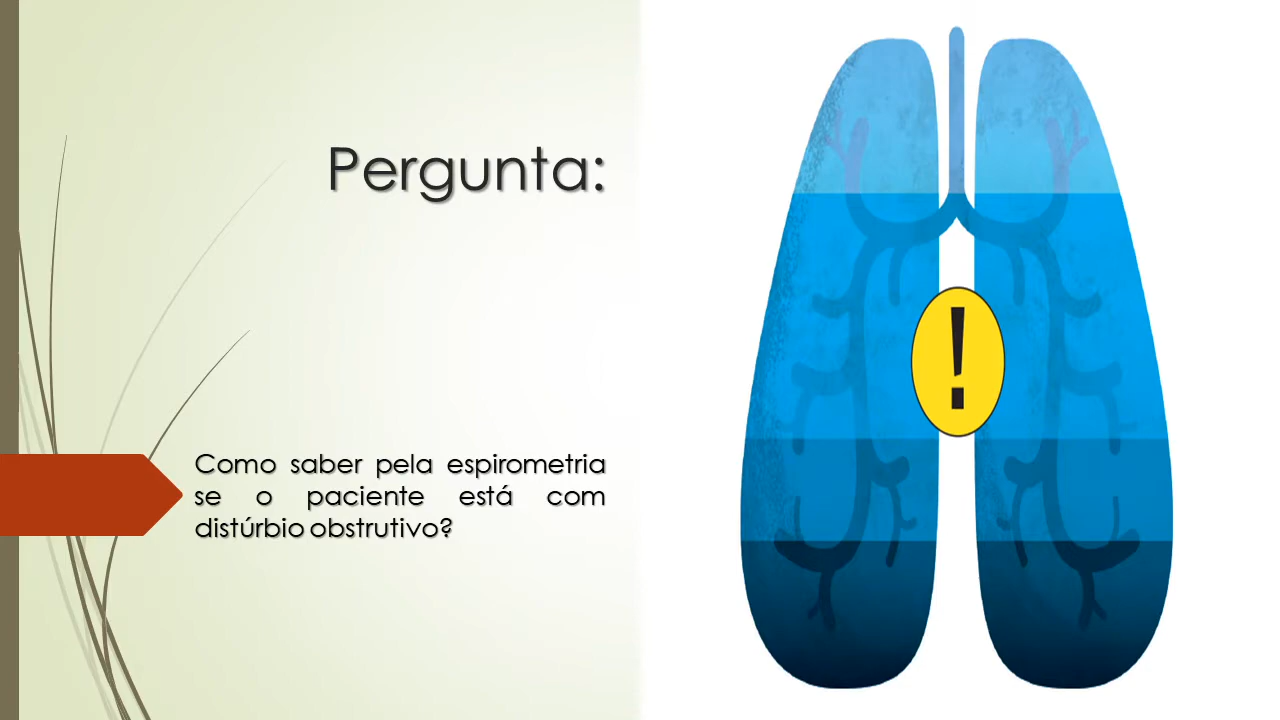 Pergunta:
Como saber pela espirometria
se o paciente está com
distúrbio obstrutivo?
!